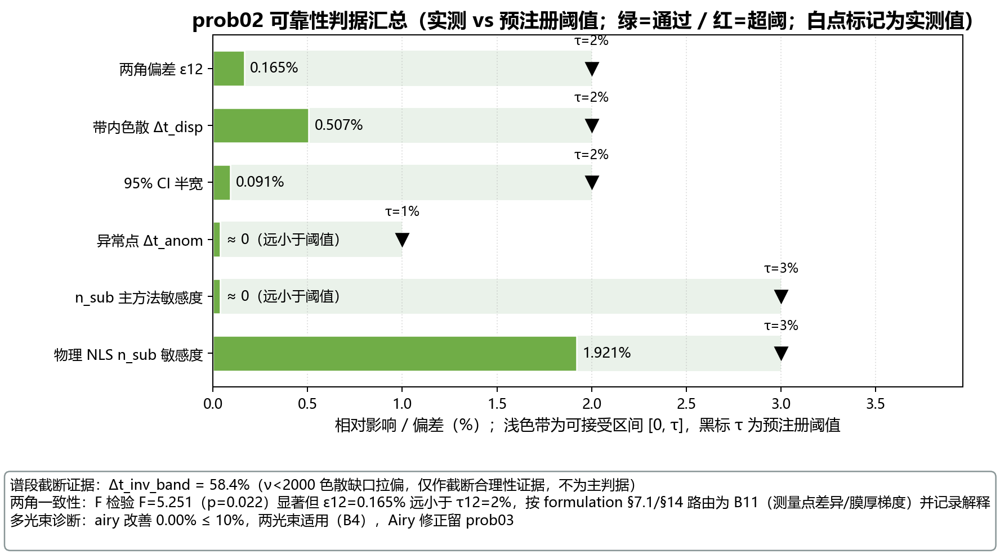 prob02 可靠性判据汇总（实测 vs 预注册阈值；绿=通过 / 红=超阈；白点标记为实测值）
τ=2%
两角偏差 ε12
0.165%
τ=2%
带内色散 Δt_disp
0.507%
τ=2%
95% CI 半宽
0.091%
τ=1%
异常点 Δt_anom
≈ 0（远小于阈值）
τ=3%
n_sub 主方法敏感度
≈ 0（远小于阈值）
τ=3%
物理 NLS n_sub 敏感度
1.921%
0.0 0.5 1.0 1.5 2.0 2.5 3.0 3.5
相对影响 / 偏差（%）；浅色带为可接受区间 [0, τ]，黑标 τ 为预注册阈值
谱段截断证据：Δt_inv_band = 58.4%（ν<2000 色散缺口拉偏，仅作截断合理性证据，不为主判据）
两角一致性：F 检验 F=5.251（p=0.022）显著但 ε12=0.165% 远小于 τ12=2%，按 formulation §7.1/§14 路由为 B11（测量点差异/膜厚梯度）并记录解释
多光束诊断：airy 改善 0.00% ≤ 10%，两光束适用（B4），Airy 修正留 prob03